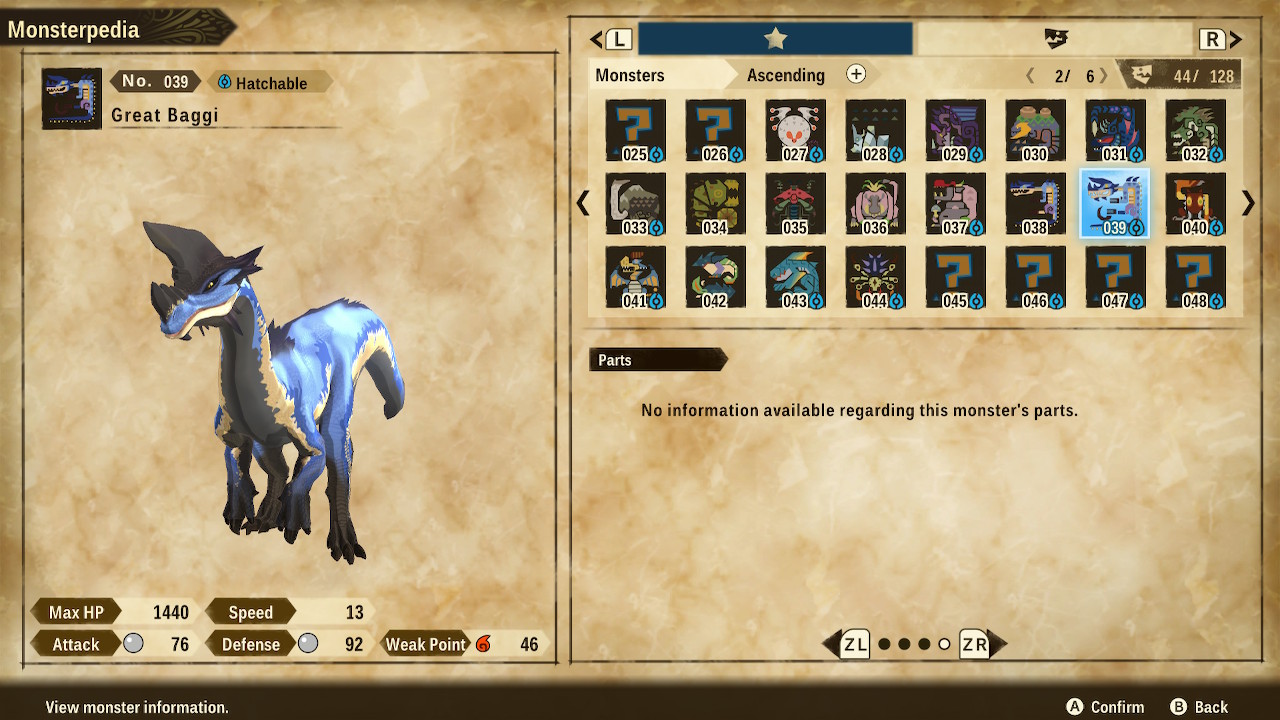 Monsterpedia
No. 039 Hatchable
Great Baggi
Max HP 1440 Speed 13
Attack 76 Defense 92 Weak Point 46
L R
Monsters Ascending 2/ 6 44/ 128
025 026 027 028 029 030 031 032
033 034 035 036 037 038 039 040
041 042 043 044 045 046 047 048
Parts
No information available regarding this monster's parts.
ZL ZR
View monster information.
A Confirm B Back